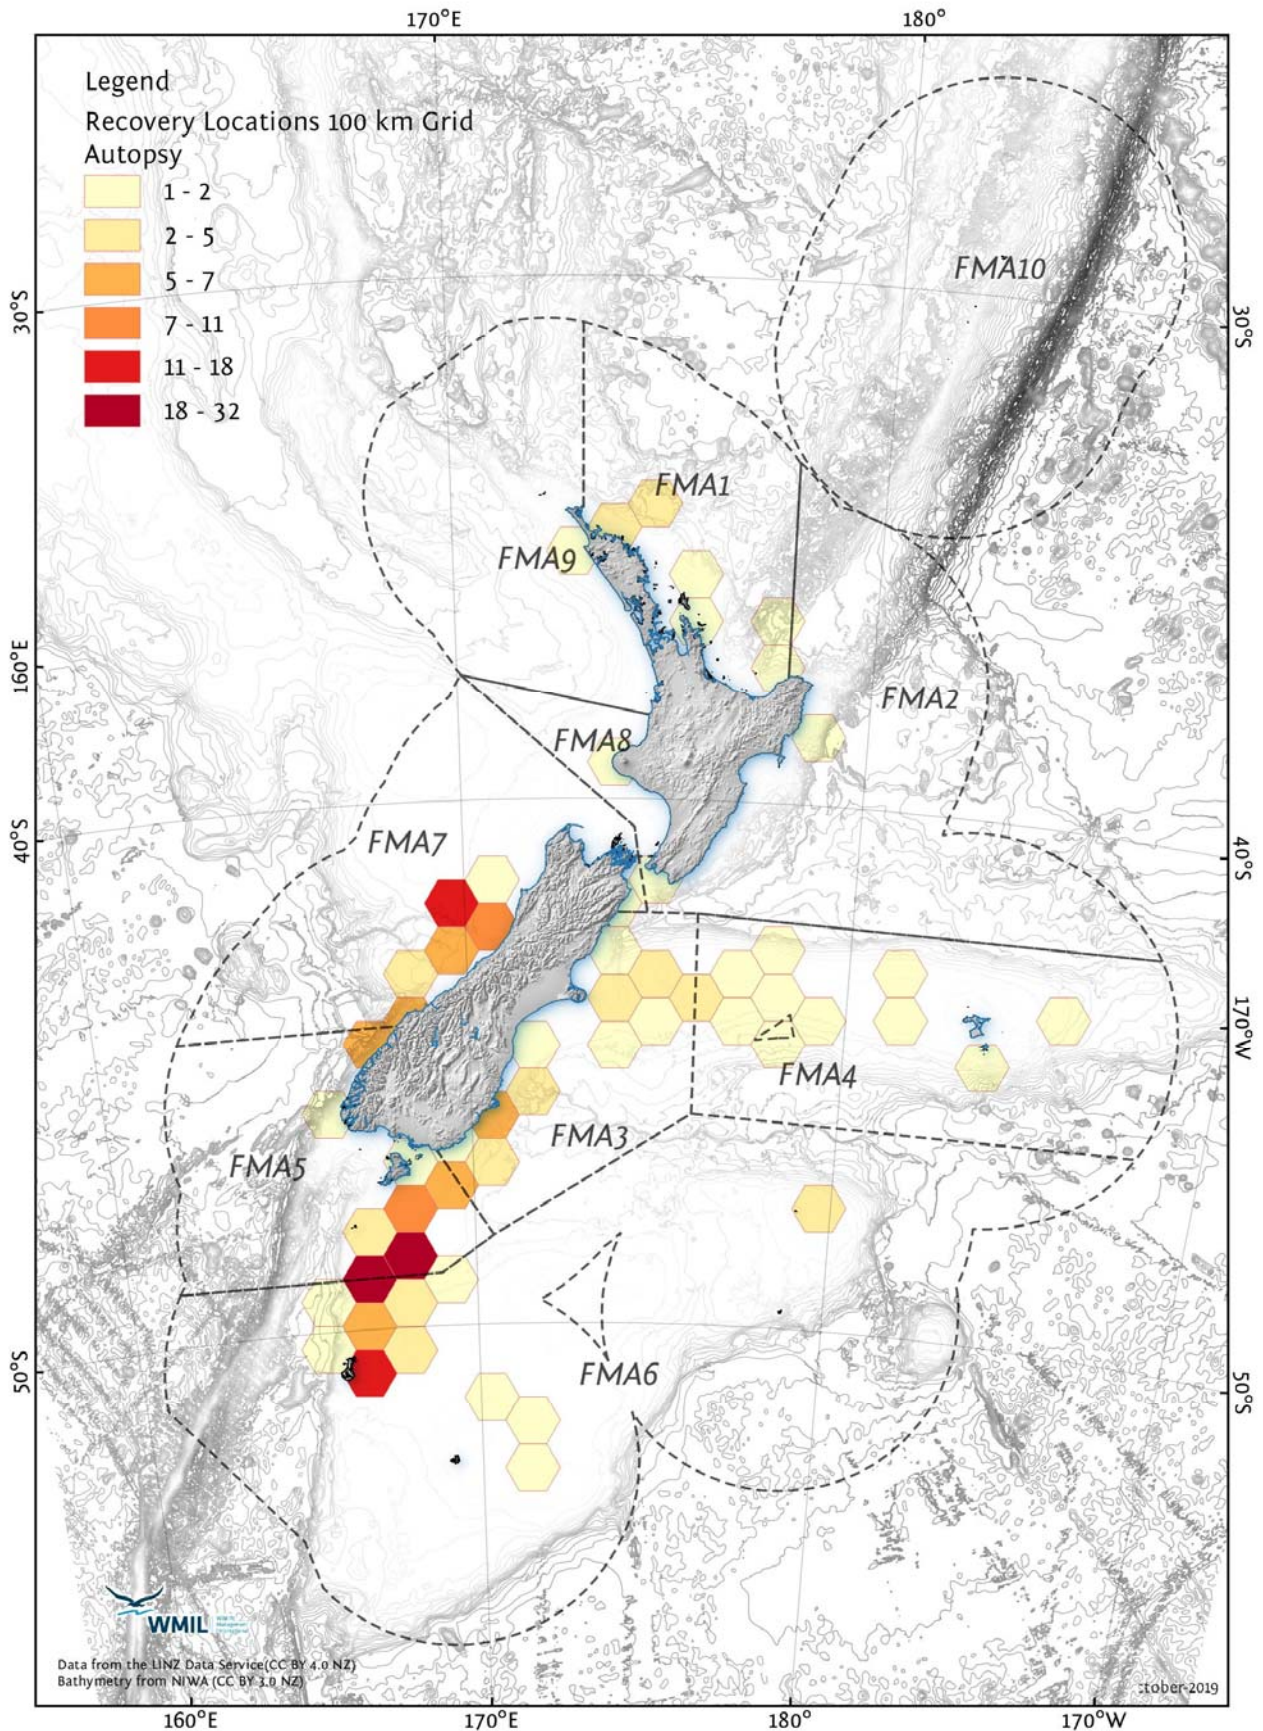 170°E 180°
Legend
Recovery Locations 100 km Grid
Autopsy
1 - 2
2 - 5
5 - 7
7 - 11
11 - 18
18 - 32
FMA10
30°S 30°S
FMA1
FMA9
160°E
FMA2
FMA8
FMA7
40°S 40°S
170°W
FMA4
FMA3
FMA5
50°S 50°S
FMA6
WMIL
Data from the LINZ Data Service(CC BY 4.0 NZ)
Bathymetry from NIWA (CC BY 3.0 NZ)
ctober-2019
160°E 170°E 180° 170°W